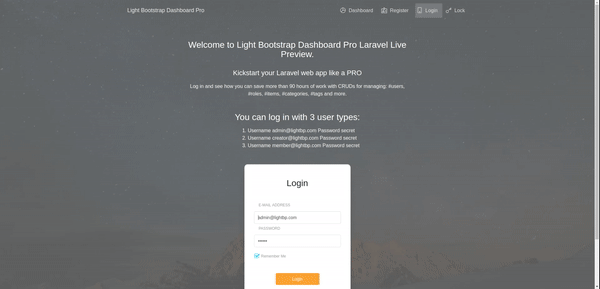 Light Bootstrap Dashboard Pro
Dashboard
Register
Login
Lock
Welcome to Light Bootstrap Dashboard Pro Laravel Live
Preview.
Kickstart your Laravel web app like a PRO
Log in and see how you can save more than 90 hours of work with CRUDs for managing: #users,
#roles, #items, #categories, #tags and more.
You can log in with 3 user types:
1. Username admin@lightbp.com Password secret
2. Username creator@lightbp.com Password secret
3. Username member@lightbp.com Password secret
Login
E-MAIL ADDRESS
admin@lightbp.com
PASSWORD
••••••
Remember Me
Login